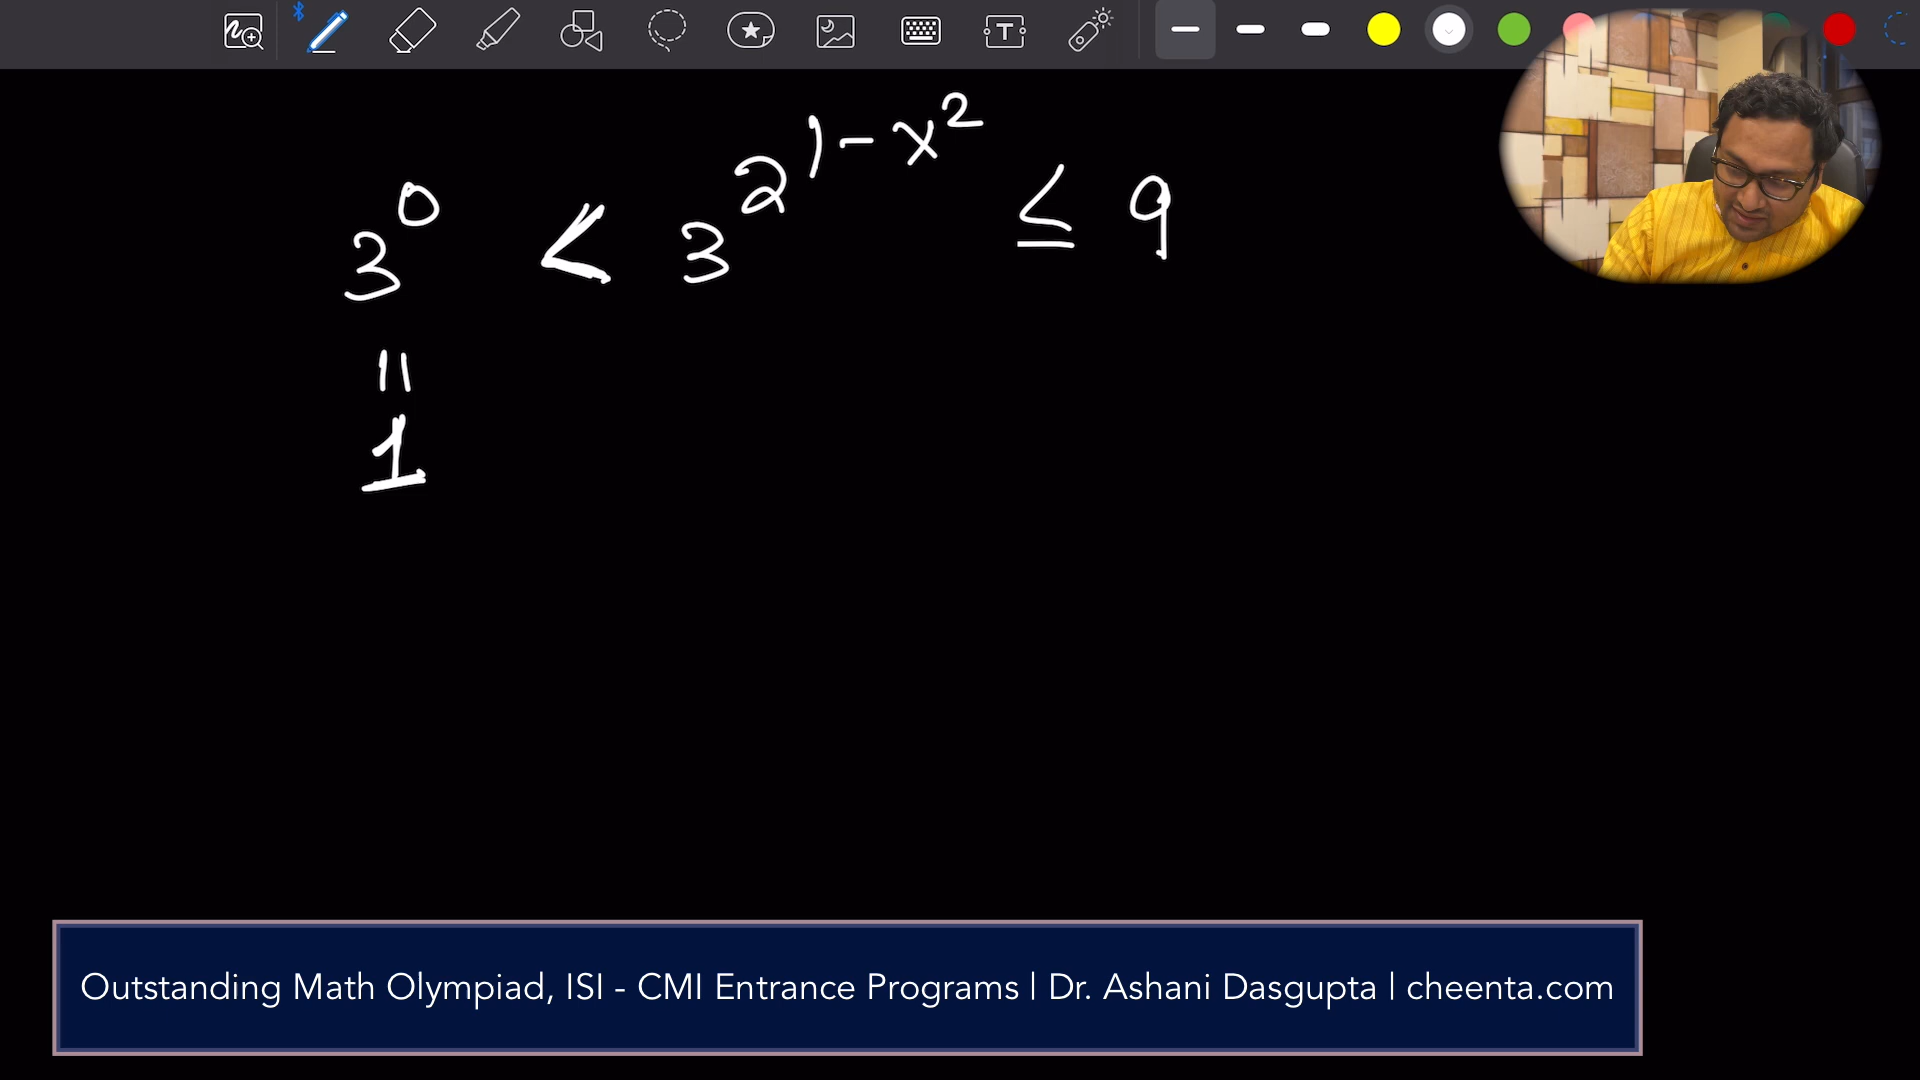 3^0 < 3^{2^{1-x^2}} ≤ 9
=
1
Outstanding Math Olympiad, ISI - CMI Entrance Programs | Dr. Ashani Dasgupta | cheenta.com